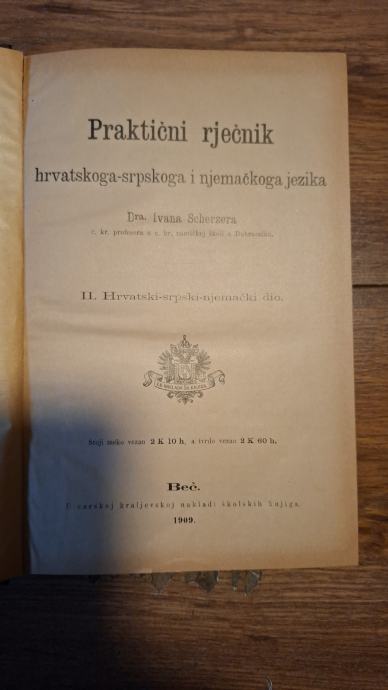 Praktični rječnik
hrvatskoga-srpskoga i njemačkoga jezika
Dra. Ivana Scherzera
c. kr. profesora u c. kr. nautičkoj školi u Dubrovniku.
II. Hrvatski-srpski-njemački dio.
Stoji meko vezan 2 K 10 h, a tvrdo vezan 2 K 60 h.
Beč.
U carskoj kraljevskoj nakladi školskih knjiga.
1909.